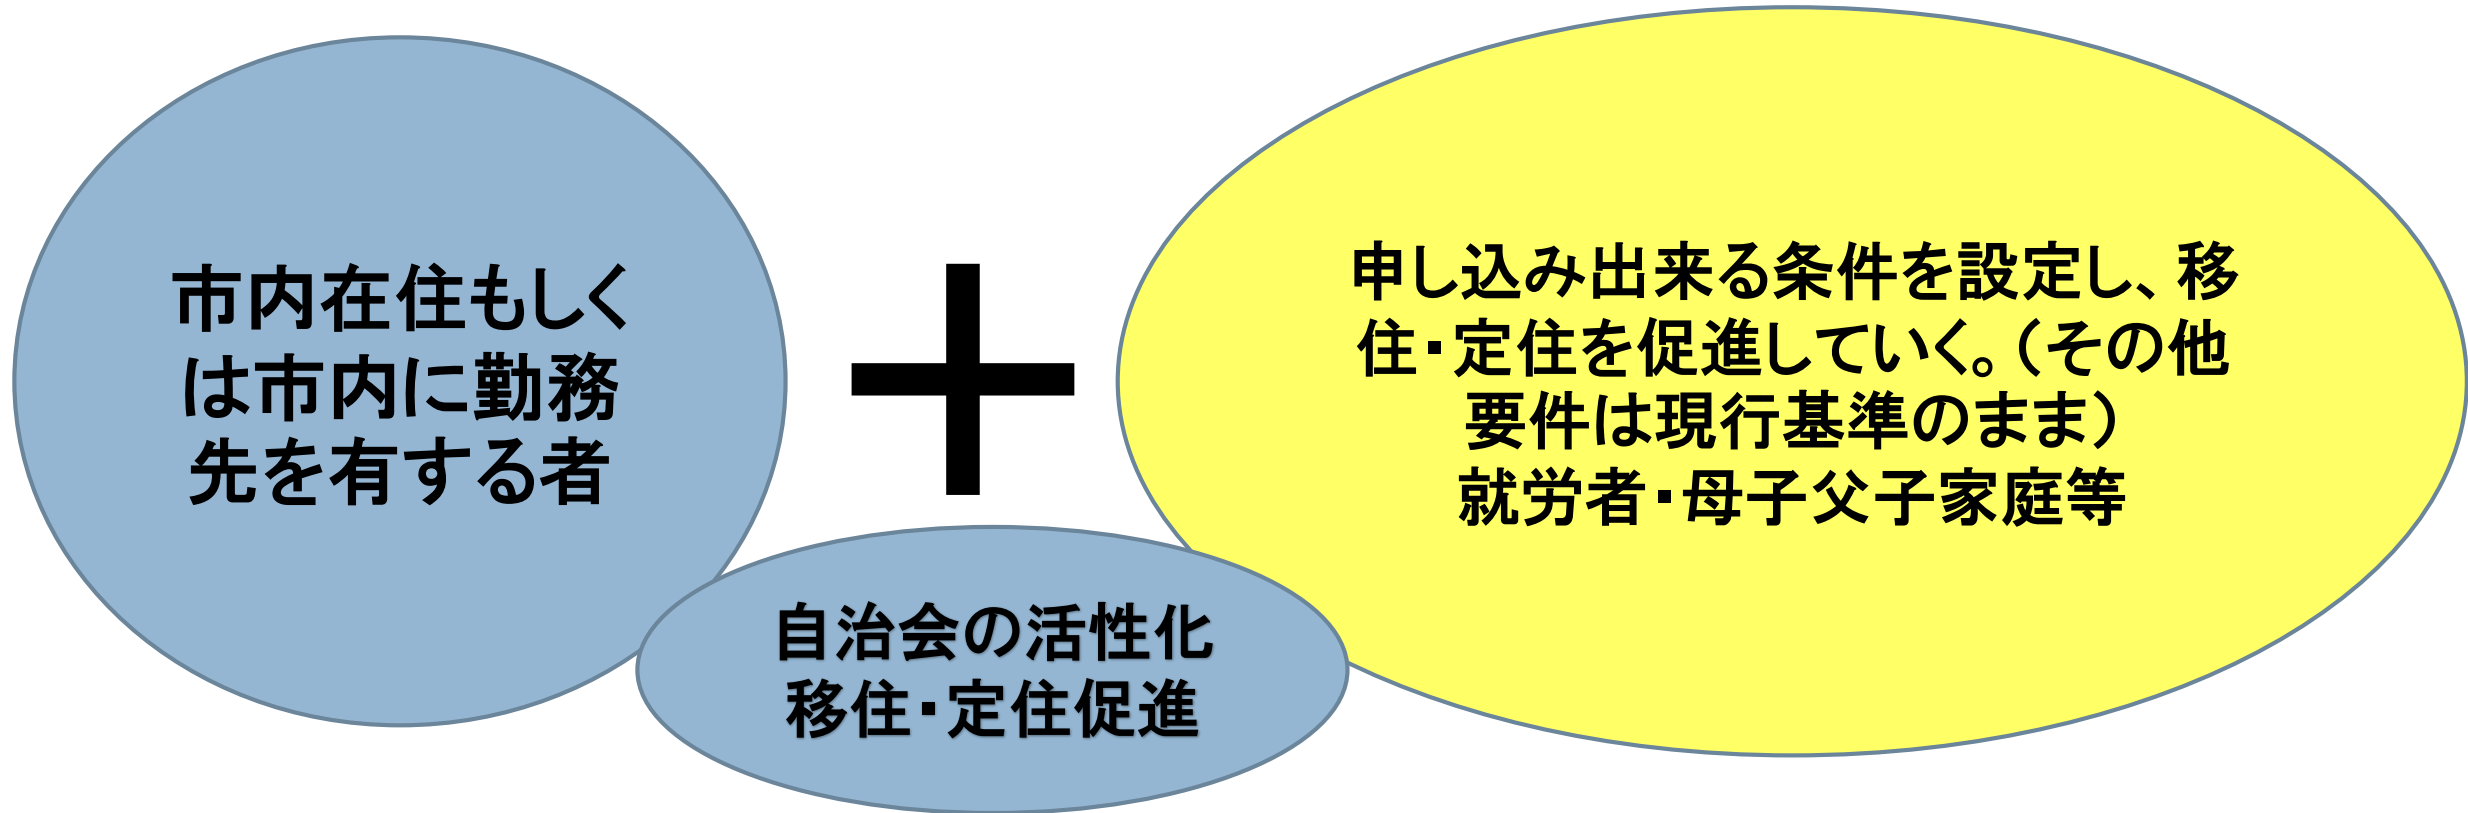 市内在住もしく
は市内に勤務
先を有する者
+
申し込み出来る条件を設定し、移
住・定住を促進していく。（その他
要件は現行基準のまま）
就労者・母子父子家庭等
自治会の活性化
移住・定住促進